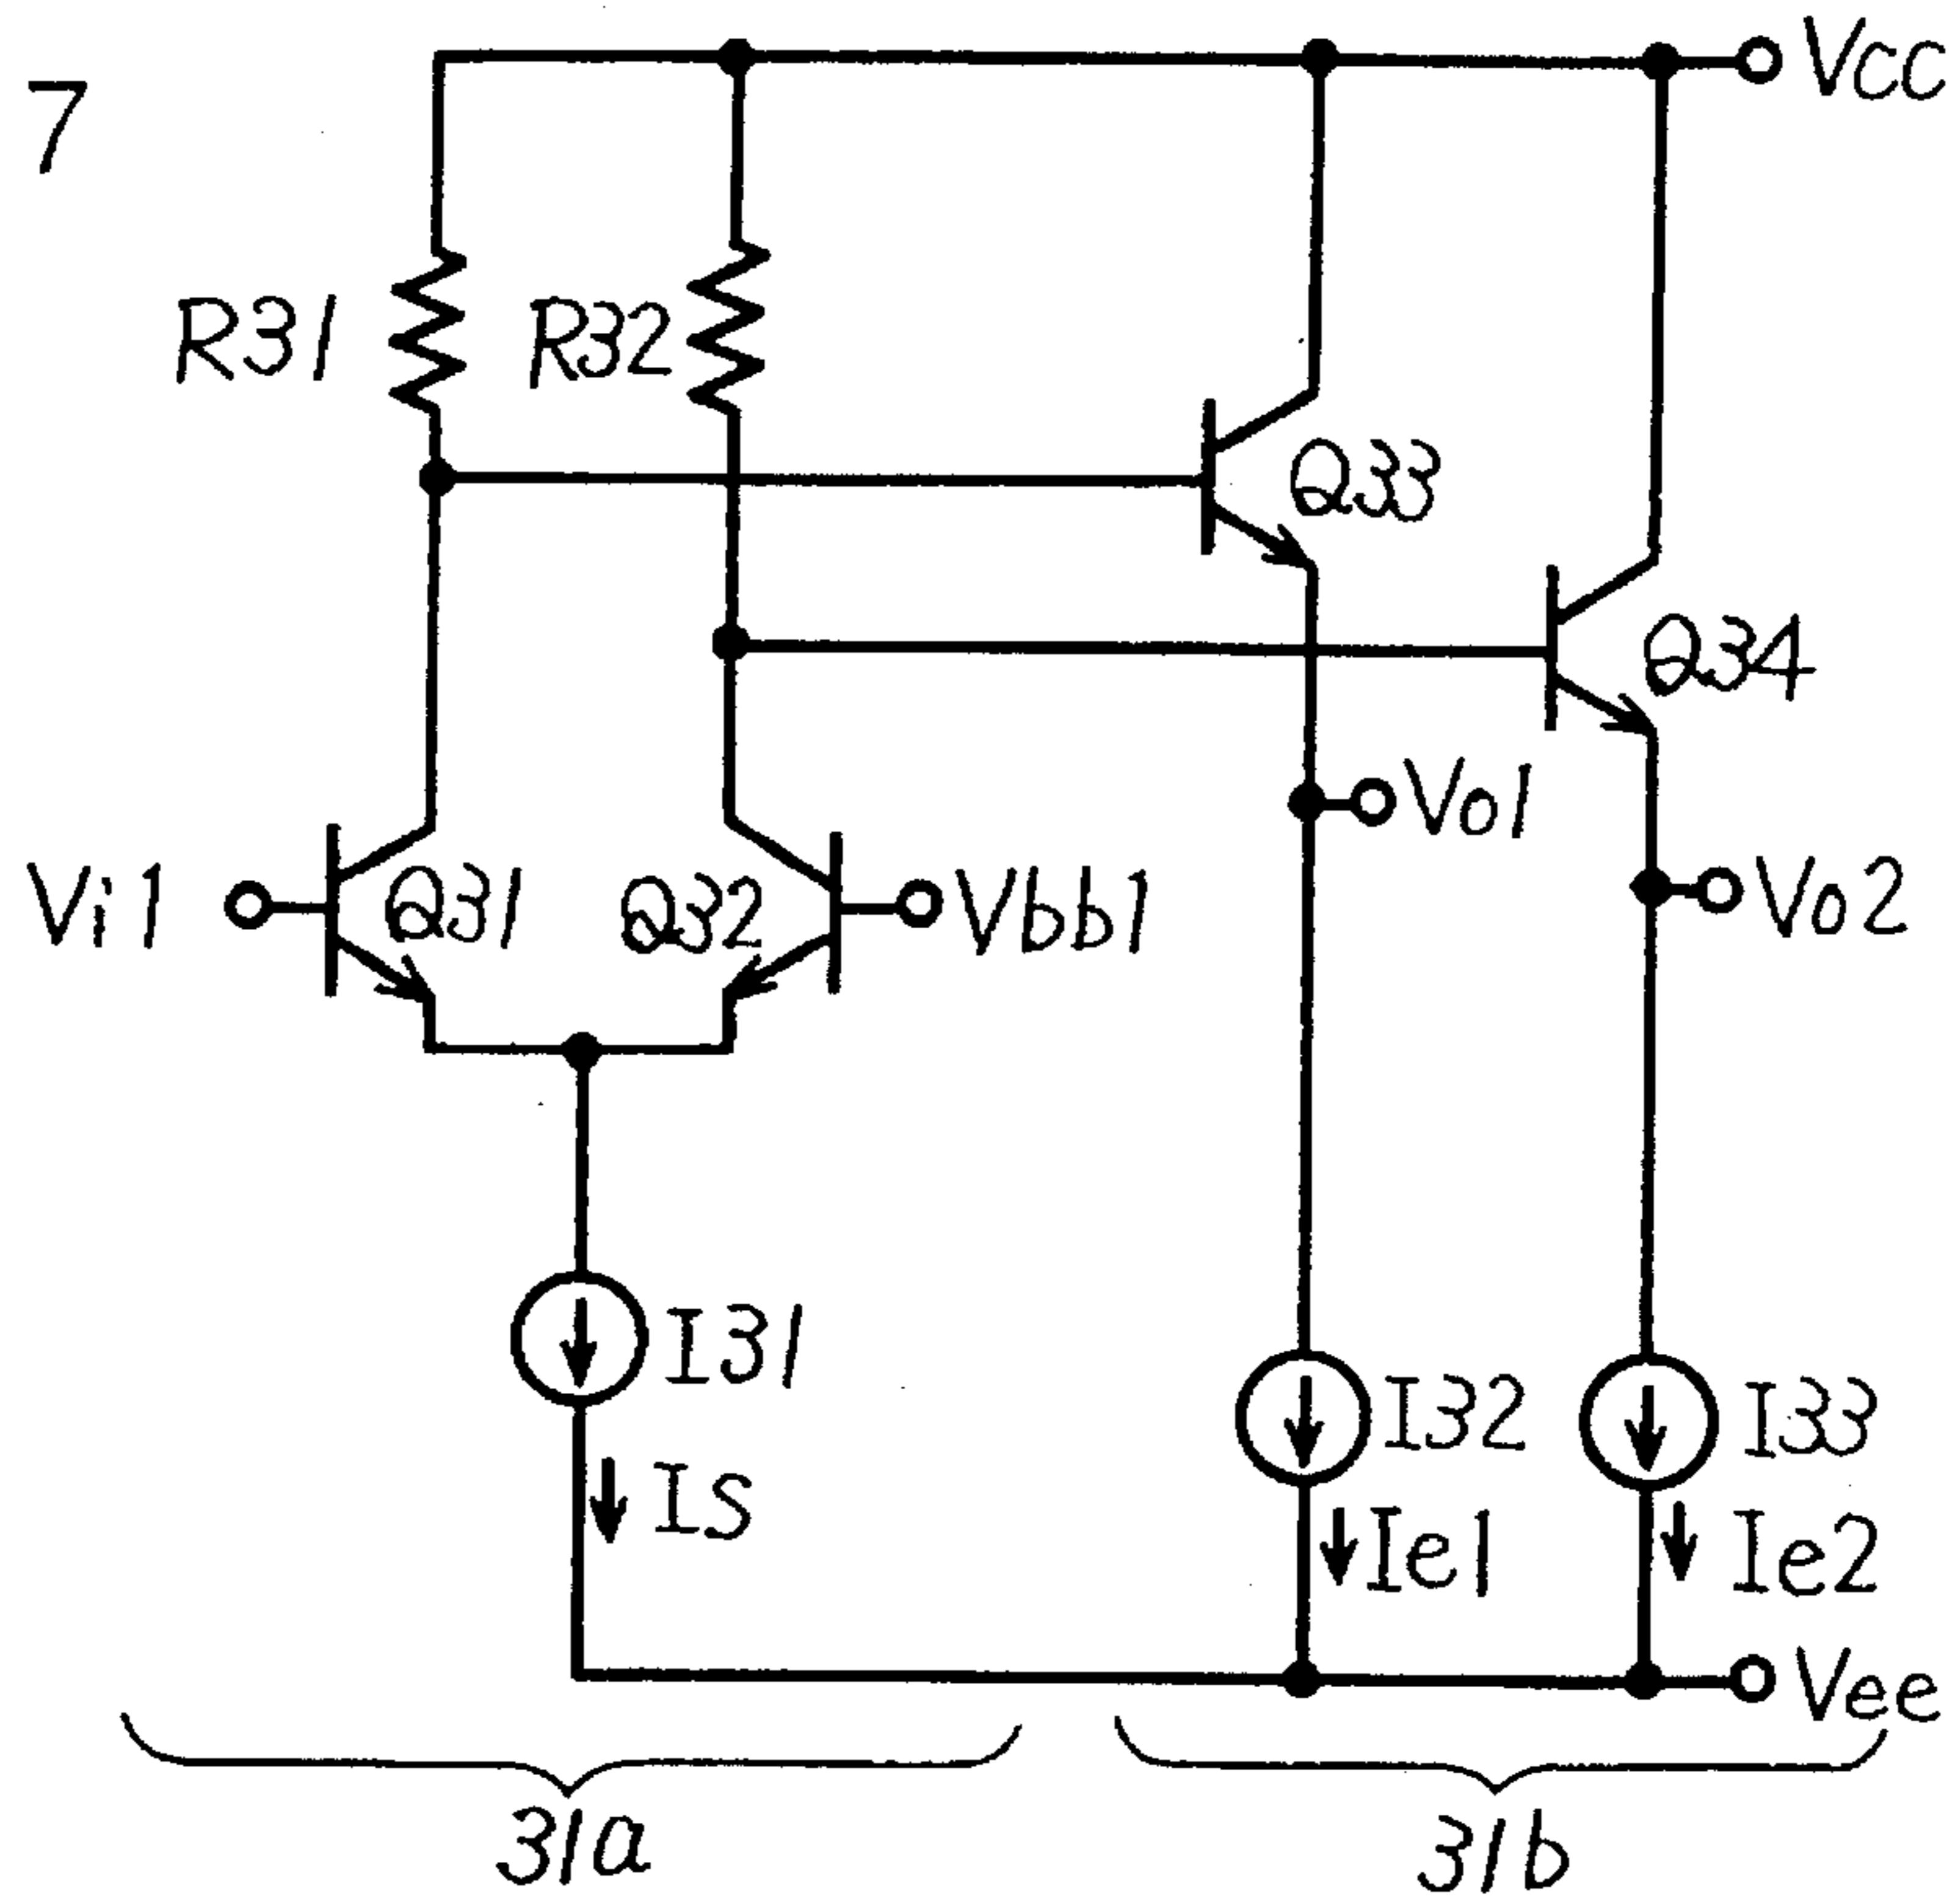 Vcc
7
R31
R32
Q33
Q34
Vo1
Vi1
Q31
Q32
Vbb1
Vo2
I31
I32
I33
Is
Ie1
Ie2
Vee
31a
31b